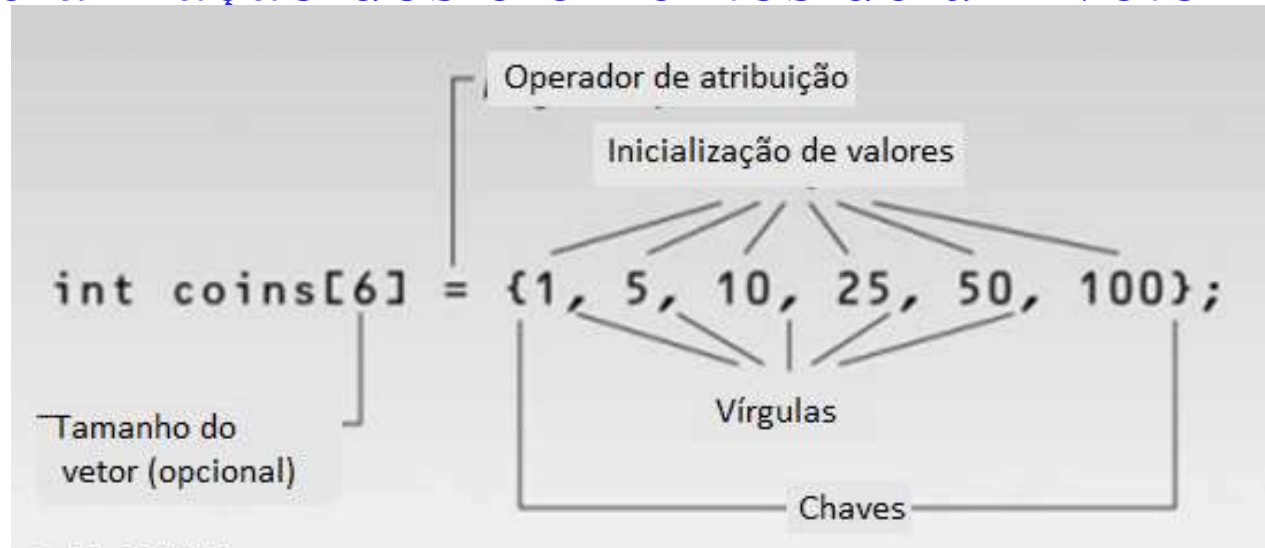 Operador de atribuição
Inicialização de valores
int coins[6] = {1, 5, 10, 25, 50, 100};
Tamanho do
vetor (opcional)
Vírgulas
Chaves